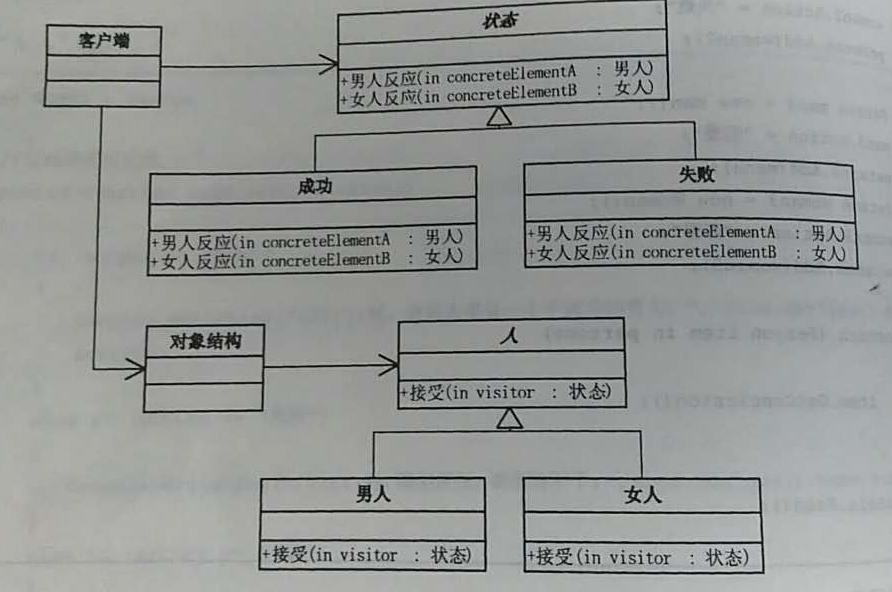 客户端
状态
+男人反应(in concreteElementA : 男人)
+女人反应(in concreteElementB : 女人)
成功
+男人反应(in concreteElementA : 男人)
+女人反应(in concreteElementB : 女人)
失败
+男人反应(in concreteElementA : 男人)
+女人反应(in concreteElementB : 女人)
对象结构
人
+接受(in visitor : 状态)
男人
+接受(in visitor : 状态)
女人
+接受(in visitor : 状态)